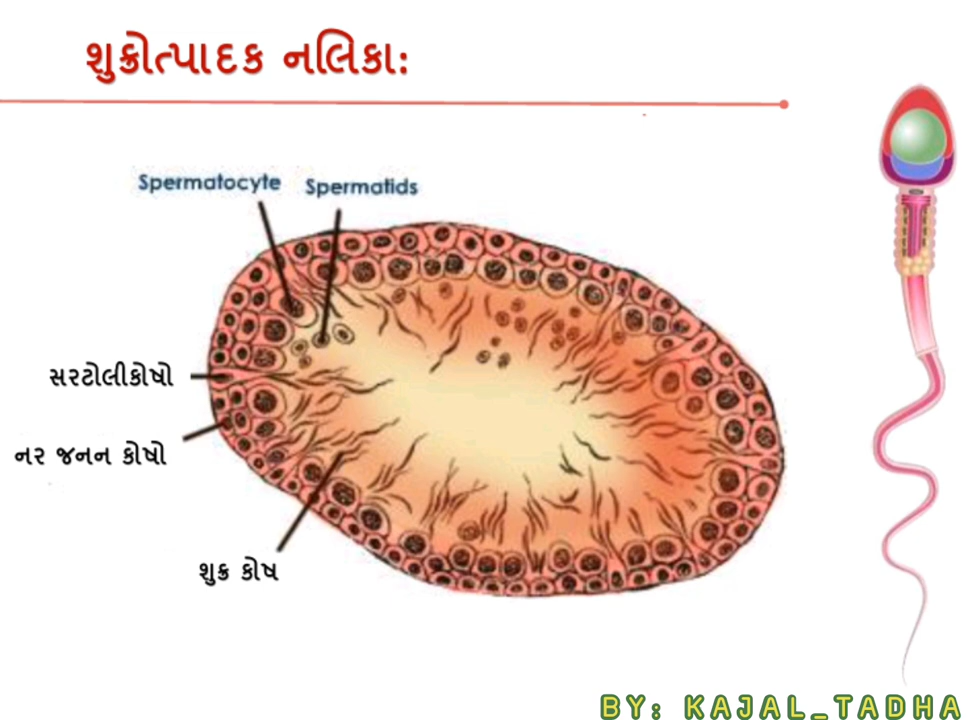 શુક્રોત્પાદક નલિકા:
Spermatocyte Spermatids
સરટોલીકોષો
નર જનન કોષો
શુક્ર કોષ
BY: KAJAL_TADHA